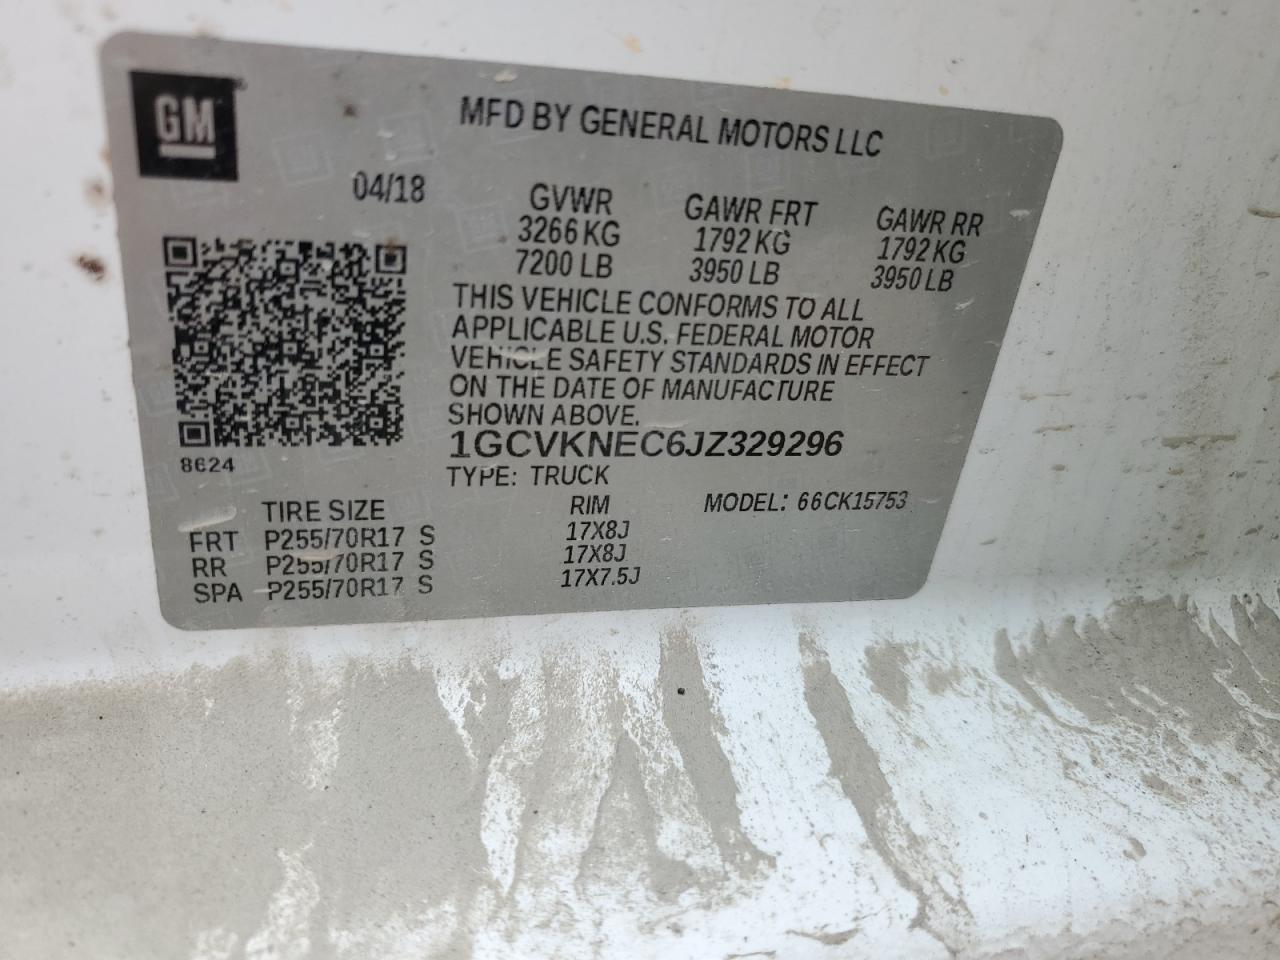 GM
MFD BY GENERAL MOTORS LLC
04/18
GVWR GAWR FRT GAWR RR
3266 KG 1792 KG 1792 KG
7200 LB 3950 LB 3950 LB
THIS VEHICLE CONFORMS TO ALL
APPLICABLE U.S. FEDERAL MOTOR
VEHICLE SAFETY STANDARDS IN EFFECT
ON THE DATE OF MANUFACTURE
SHOWN ABOVE.
1GCVKNEC6JZ329296
8624
TYPE: TRUCK
TIRE SIZE RIM MODEL: 66CK15753
FRT P255/70R17 S 17X8J
RR P255/70R17 S 17X8J
SPA P255/70R17 S 17X7.5J